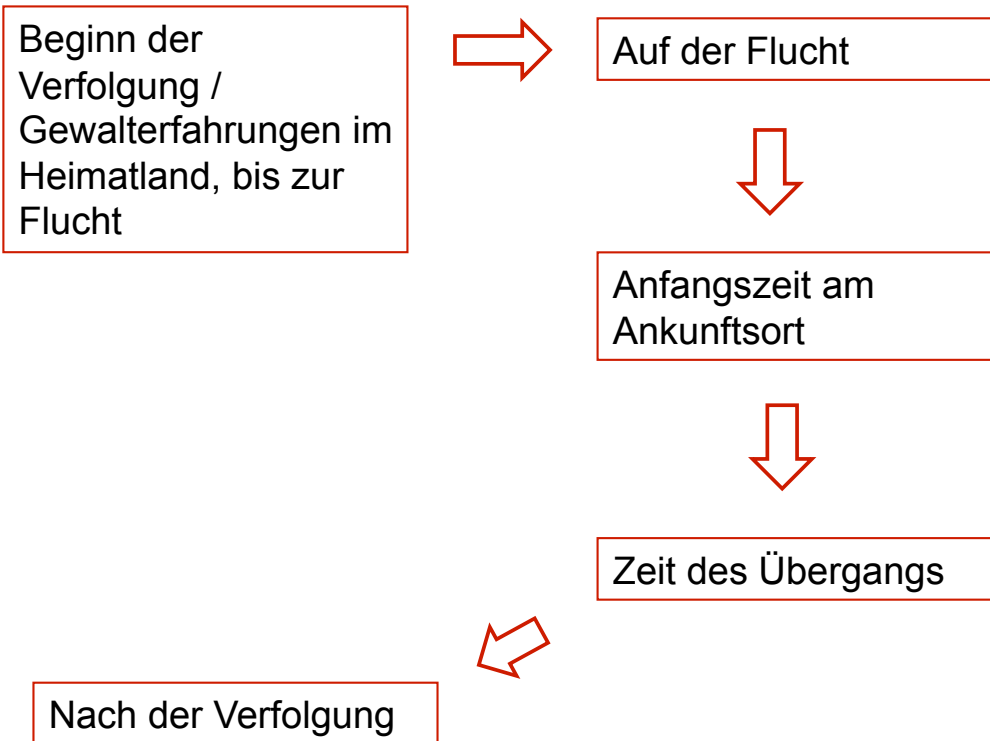 Beginn der
Verfolgung /
Gewalterfahrungen im
Heimatland, bis zur
Flucht
Auf der Flucht
Anfangszeit am
Ankunftsort
Zeit des Übergangs
Nach der Verfolgung